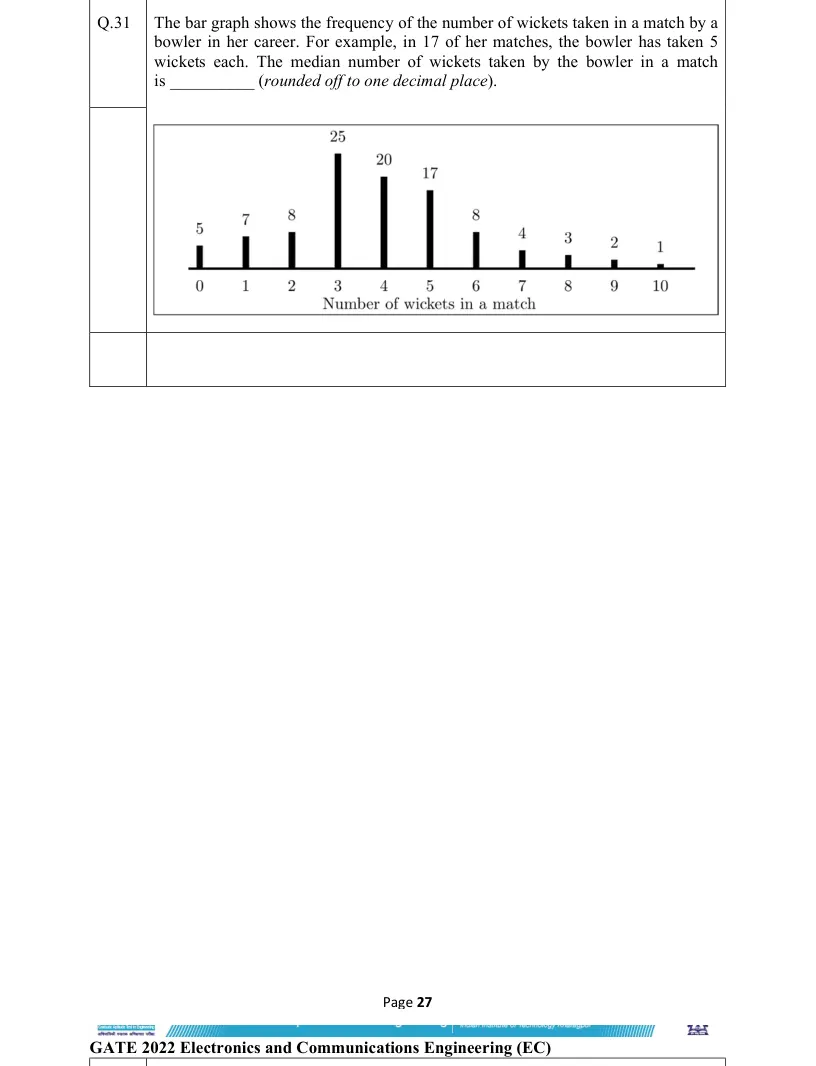 Q.31 The bar graph shows the frequency of the number of wickets taken in a match by a
bowler in her career. For example, in 17 of her matches, the bowler has taken 5
wickets each. The median number of wickets taken by the bowler in a match
is __________ (rounded off to one decimal place).
5 7 8 25 20 17 8 4 3 2 1
0 1 2 3 4 5 6 7 8 9 10
Number of wickets in a match
Page 27
GATE 2022 Electronics and Communications Engineering (EC)